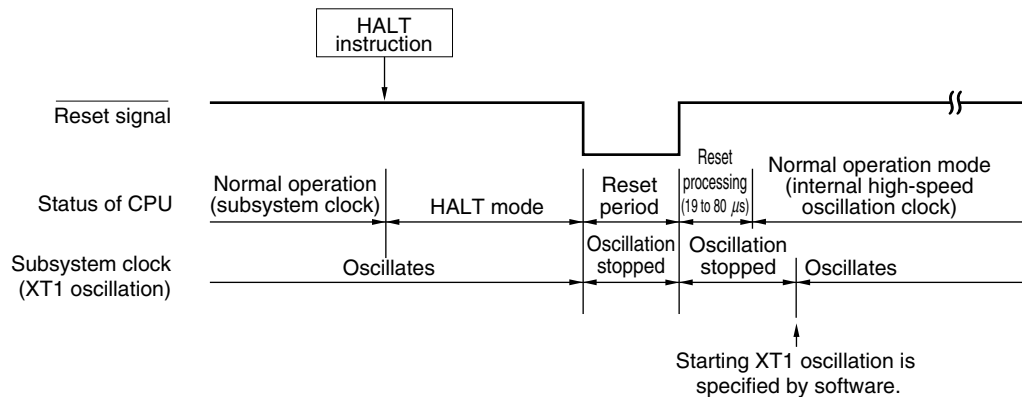 HALT
instruction
Reset signal
Status of CPU
Normal operation
(subsystem clock)
HALT mode
Reset
period
Reset
processing
(19 to 80 μs)
Normal operation mode
(internal high-speed
oscillation clock)
Subsystem clock
(XT1 oscillation)
Oscillates
Oscillation
stopped
Oscillation
stopped
Oscillates
Starting XT1 oscillation is
specified by software.